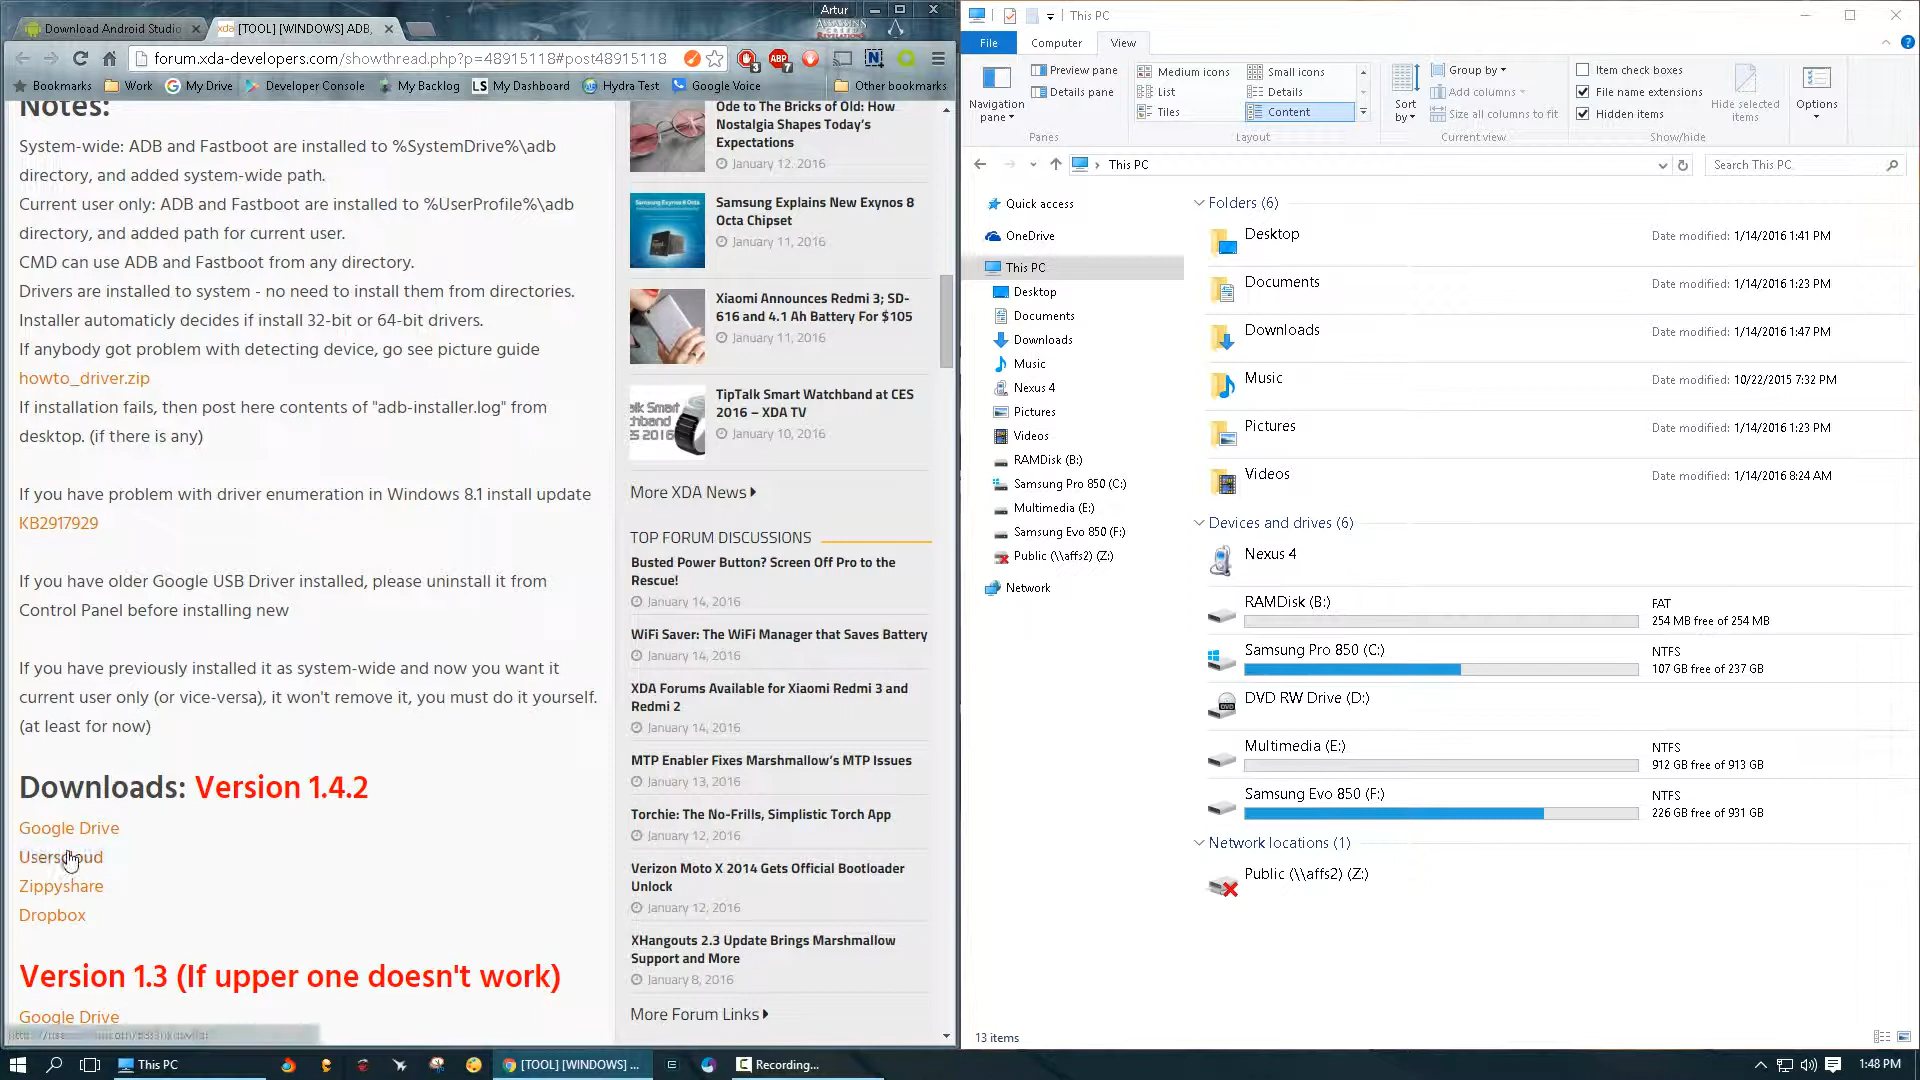 Download Android Studio
[TOOL] [WINDOWS] ADB,
Artur
forum.xda-developers.com/showthread.php?p=48915118#post48915118
Bookmarks
Work
My Drive
Developer Console
My Backlog
LS My Dashboard
Hydra Test
Google Voice
Other bookmarks
Notes:
System-wide: ADB and Fastboot are installed to %SystemDrive%\adb
directory, and added system-wide path.
Current user only: ADB and Fastboot are installed to %UserProfile%\adb
directory, and added path for current user.
CMD can use ADB and Fastboot from any directory.
Drivers are installed to system - no need to install them from directories.
Installer automaticly decides if install 32-bit or 64-bit drivers.
If anybody got problem with detecting device, go see picture guide
howto_driver.zip
If installation fails, then post here contents of "adb-installer.log" from
desktop. (if there is any)
If you have problem with driver enumeration in Windows 8.1 install update
KB2917929
If you have older Google USB Driver installed, please uninstall it from
Control Panel before installing new
If you have previously installed it as system-wide and now you want it
current user only (or vice-versa), it won't remove it, you must do it yourself.
(at least for now)
Downloads: Version 1.4.2
Google Drive
Zippyshare
Dropbox
Version 1.3 (If upper one doesn't work)
Google Drive
Ode to The Bricks of Old: How
Nostalgia Shapes Today's
Expectations
January 12, 2016
Samsung Explains New Exynos 8
Octa Chipset
January 11, 2016
Xiaomi Announces Redmi 3; SD-
616 and 4.1 Ah Battery For $105
January 11, 2016
TipTalk Smart Watchband at CES
2016 – XDA TV
January 10, 2016
More XDA News
TOP FORUM DISCUSSIONS
Busted Power Button? Screen Off Pro to the
Rescue!
January 14, 2016
WiFi Saver: The WiFi Manager that Saves Battery
January 14, 2016
XDA Forums Available for Xiaomi Redmi 3 and
Redmi 2
January 14, 2016
MTP Enabler Fixes Marshmallow's MTP Issues
January 13, 2016
Torchie: The No-Frills, Simplistic Torch App
January 12, 2016
Verizon Moto X 2014 Gets Official Bootloader
Unlock
January 12, 2016
XHangouts 2.3 Update Brings Marshmallow
Support and More
January 8, 2016
More Forum Links
This PC
File
Computer
View
Navigation
pane
Preview pane
Details pane
Panes
Medium icons
Small icons
List
Details
Tiles
Content
Layout
Sort
by
Group by
Add columns
Size all columns to fit
Current view
Item check boxes
File name extensions
Hidden items
Hide selected
items
Show/hide
Options
This PC
Search This PC
Quick access
OneDrive
This PC
Desktop
Documents
Downloads
Music
Nexus 4
Pictures
Videos
RAMDisk (B:)
Samsung Pro 850 (C:)
Multimedia (E:)
Samsung Evo 850 (F:)
Public (\\affs2) (Z:)
Network
Folders (6)
Desktop
Date modified: 1/14/2016 1:41 PM
Documents
Date modified: 1/14/2016 1:23 PM
Downloads
Date modified: 1/14/2016 1:47 PM
Music
Date modified: 10/22/2015 7:32 PM
Pictures
Date modified: 1/14/2016 1:23 PM
Videos
Date modified: 1/14/2016 8:24 AM
Devices and drives (6)
Nexus 4
RAMDisk (B:)
FAT
254 MB free of 254 MB
Samsung Pro 850 (C:)
NTFS
107 GB free of 237 GB
DVD RW Drive (D:)
Multimedia (E:)
NTFS
912 GB free of 913 GB
Samsung Evo 850 (F:)
NTFS
226 GB free of 931 GB
Network locations (1)
Public (\\affs2) (Z:)
13 items
This PC
[TOOL] [WINDOWS] ...
Recording...
1:48 PM